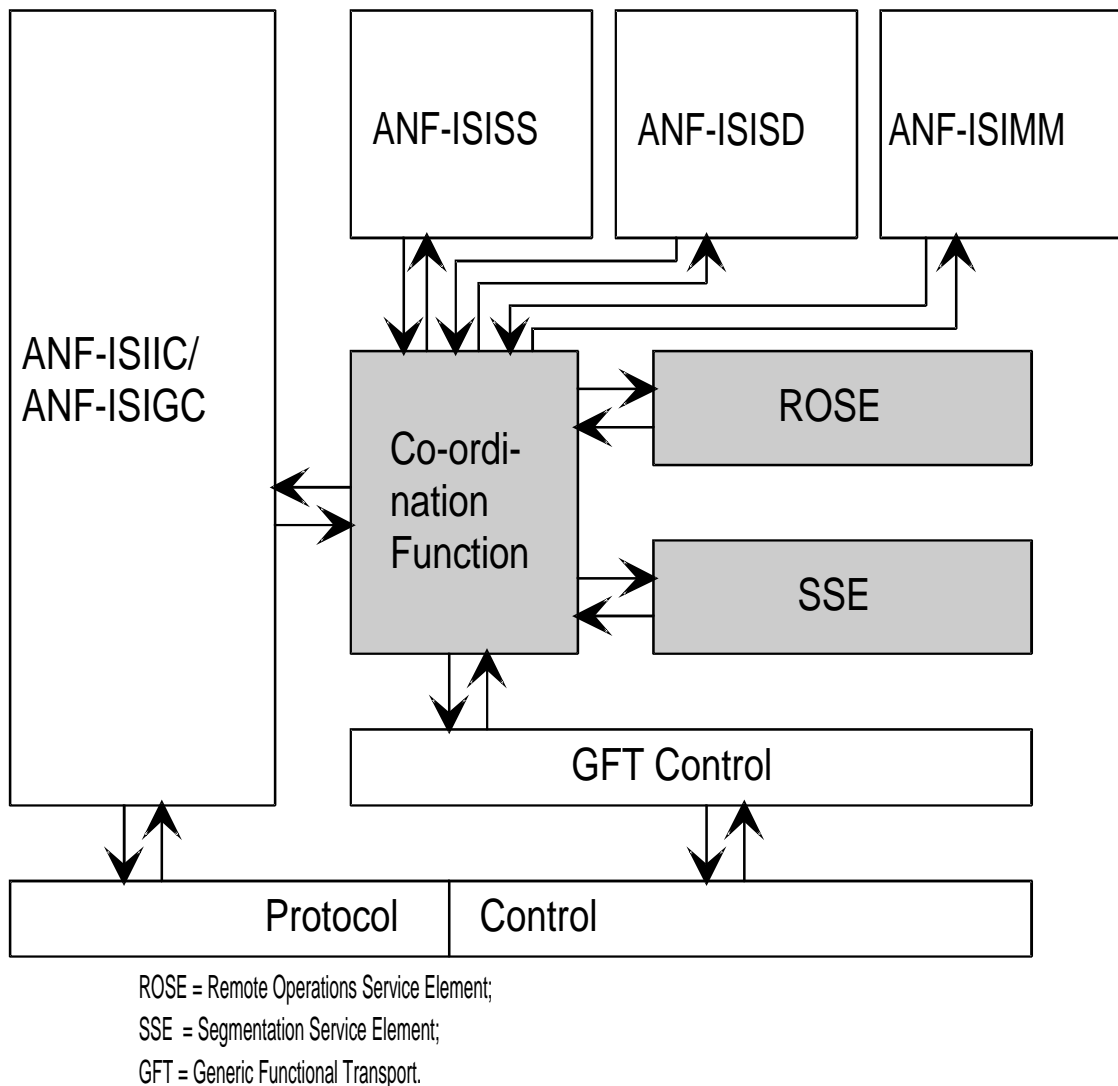 ANF-ISISS
ANF-ISISD
ANF-ISIMM
ANF-ISIIC/
ANF-ISIGC
Co-ordi-
nation
Function
ROSE
SSE
GFT Control
Protocol Control
ROSE = Remote Operations Service Element;
SSE = Segmentation Service Element;
GFT = Generic Functional Transport.